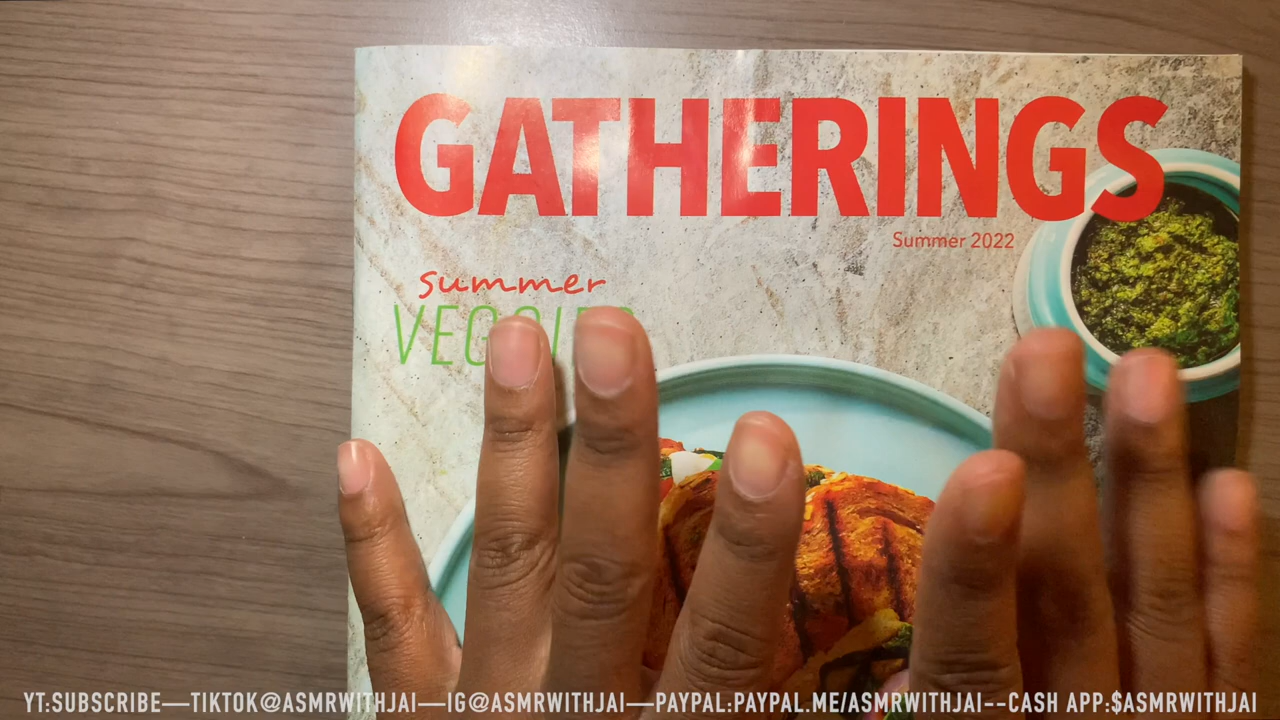 GATHERINGS
Summer 2022
summer
YT:SUBSCRIBE—TIKTOK@ASMRWITHJAI—IG@ASMRWITHJAI—PAYPAL:PAYPAL.ME/ASMRWITHJAI--CASH APP:$ASMRWITHJAI